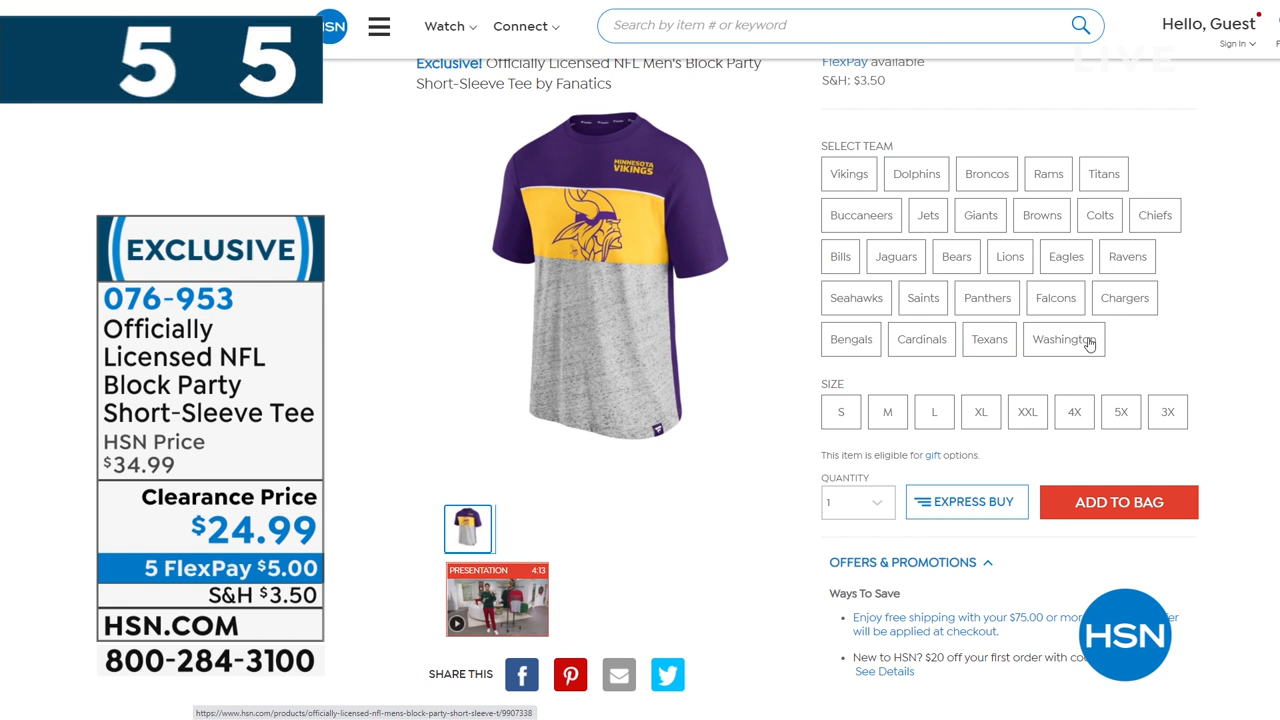 5 5
HSN
Watch
Connect
Search by item # or keyword
Hello, Guest
Sign In
LIVE
Exclusive! Officially Licensed NFL Men's Block Party
Short-Sleeve Tee by Fanatics
FlexPay available
S&H: $3.50
MINNESOTA
VIKINGS
SELECT TEAM
Vikings Dolphins Broncos Rams Titans
Buccaneers Jets Giants Browns Colts Chiefs
Bills Jaguars Bears Lions Eagles Ravens
Seahawks Saints Panthers Falcons Chargers
Bengals Cardinals Texans Washington
SIZE
S M L XL XXL 4X 5X 3X
This item is eligible for gift options.
QUANTITY
1
EXPRESS BUY
ADD TO BAG
OFFERS & PROMOTIONS
Ways To Save
Enjoy free shipping with your $75.00 or mor
will be applied at checkout.
New to HSN? $20 off your first order with
See Details
HSN
EXCLUSIVE
076-953
Officially
Licensed NFL
Block Party
Short-Sleeve Tee
HSN Price
$34.99
Clearance Price
$24.99
5 FlexPay $5.00
S&H $3.50
HSN.COM
800-284-3100
PRESENTATION 4:13
SHARE THIS
https://www.hsn.com/products/officially-licensed-nfl-mens-block-party-short-sleeve-t/9907338